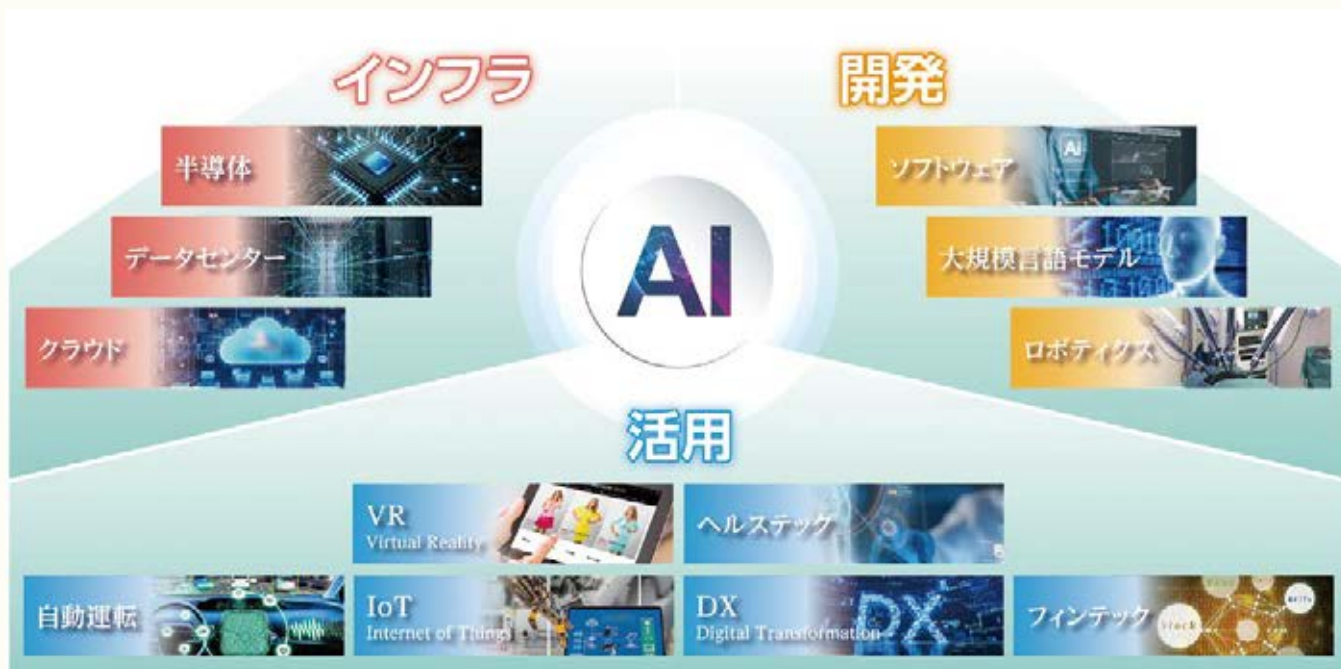 インフラ
開発
半導体
データセンター
クラウド
AI
Ai
ソフトウェア
大規模言語モデル
ロボティクス
活用
VR
Virtual Reality
ヘルステック
自動運転
IoT
Internet of Things
DX
Digital Transformation
DX
フィンテック
Stock